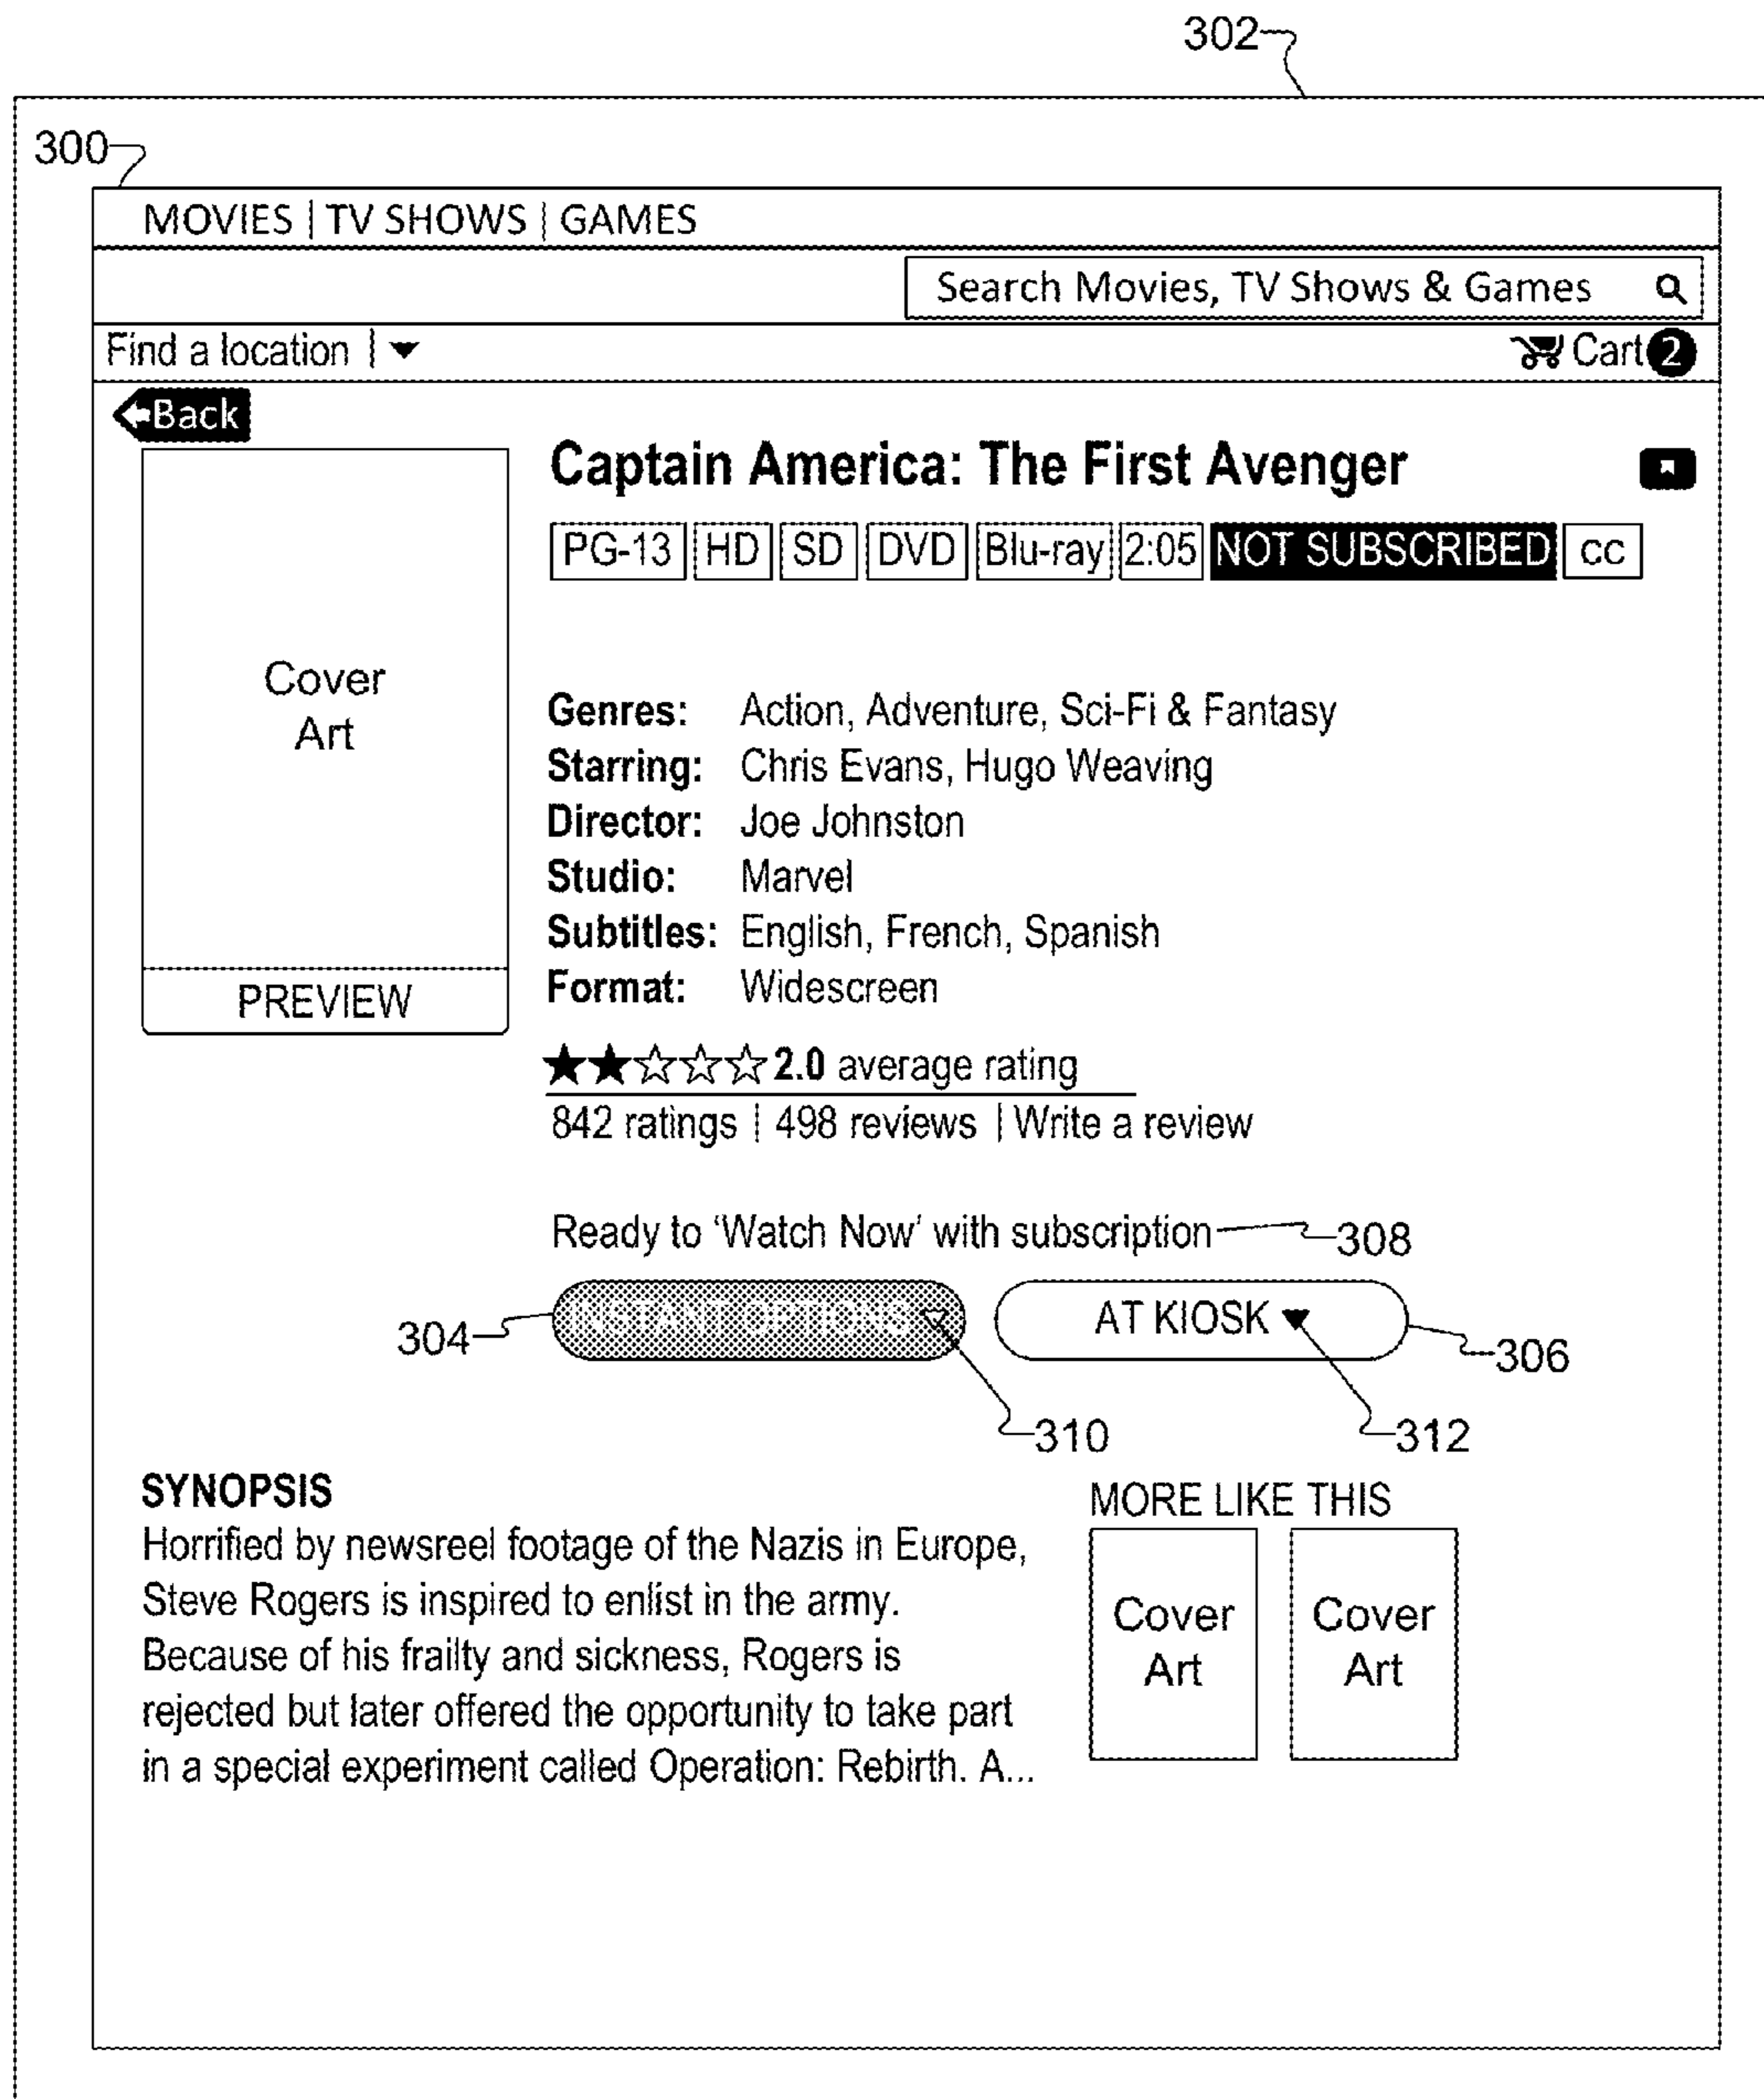 302
300
MOVIES | TV SHOWS | GAMES
Search Movies, TV Shows & Games
Find a location |
Cart 2
Back
Captain America: The First Avenger
PG-13 HD SD DVD Blu-ray 2:05 NOT SUBSCRIBED CC
Cover
Art
PREVIEW
Genres: Action, Adventure, Sci-Fi & Fantasy
Starring: Chris Evans, Hugo Weaving
Director: Joe Johnston
Studio: Marvel
Subtitles: English, French, Spanish
Format: Widescreen
★★☆☆☆ 2.0 average rating
842 ratings | 498 reviews | Write a review
Ready to 'Watch Now' with subscription 308
304 INSTANT OPTIONS AT KIOSK 306
310 312
SYNOPSIS
Horrified by newsreel footage of the Nazis in Europe,
Steve Rogers is inspired to enlist in the army.
Because of his frailty and sickness, Rogers is
rejected but later offered the opportunity to take part
in a special experiment called Operation: Rebirth. A...
MORE LIKE THIS
Cover
Art
Cover
Art